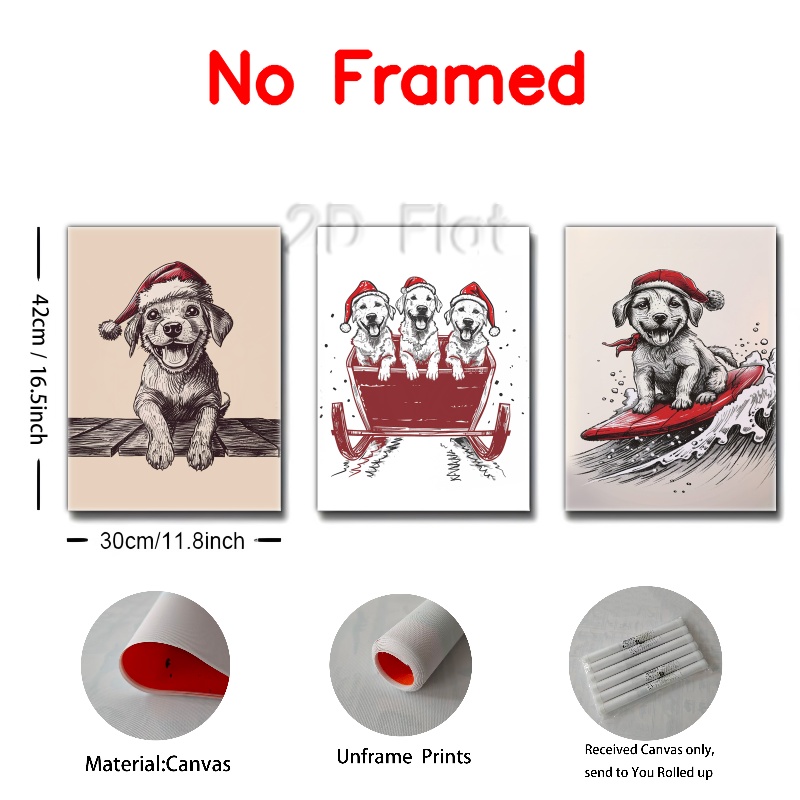 No Framed
2D Flat
42cm / 16.5inch
30cm/11.8inch
Material:Canvas
Unframe Prints
Received Canvas only,
send to You Rolled up